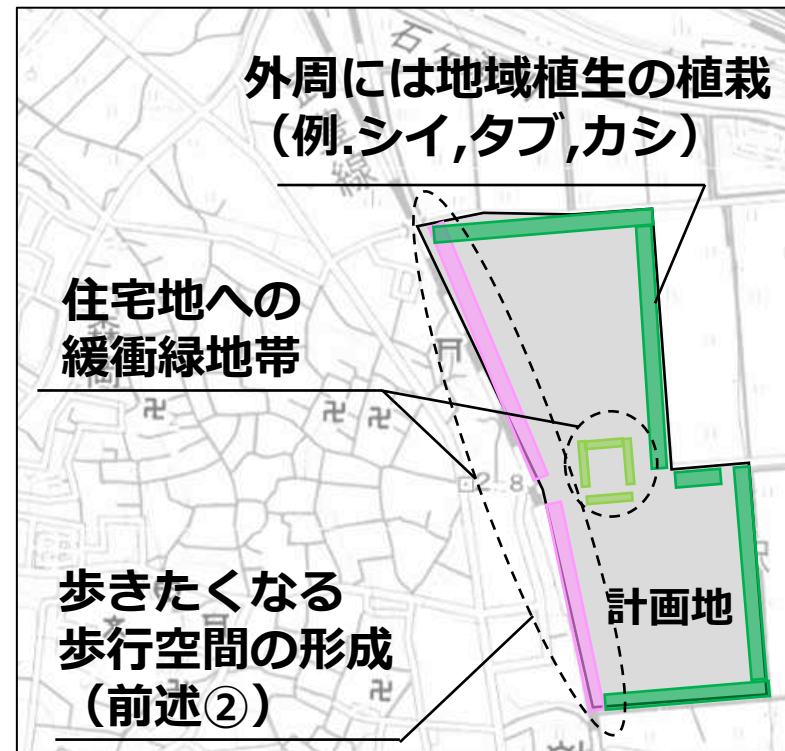 外周には地域植生の植栽
（例.シイ,タブ,カシ）
住宅地への
緩衝緑地帯
2.8
計画地
歩きたくなる
歩行空間の形成
（前述②）